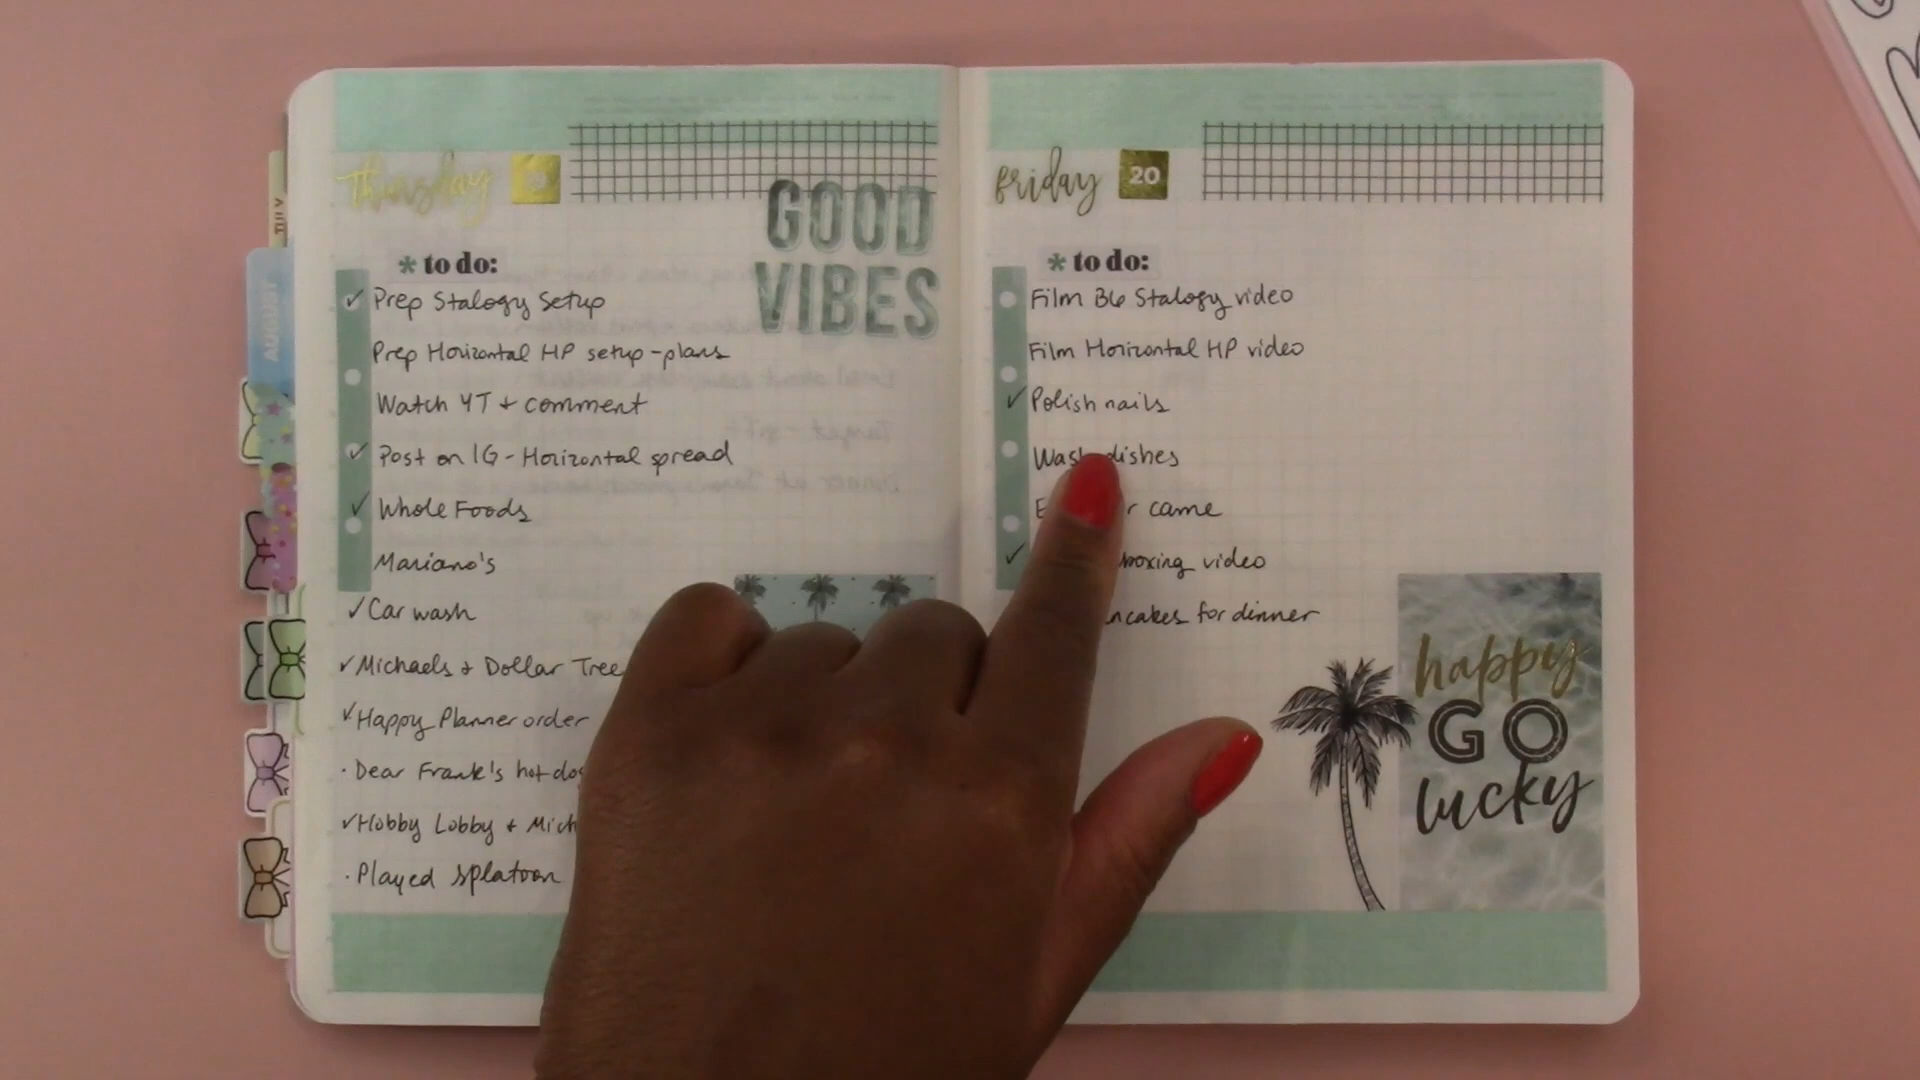 JULY
AUGUST
thursday
GOOD
VIBES
* to do:
✓ Prep Stalogy Setup
Prep Horizontal HP setup - plans
Watch YT + comment
✓ Post on IG - Horizontal spread
✓ Whole Foods
Mariano's
✓ Car wash
✓ Michaels + Dollar Tree
✓ Happy Planner order
· Dear Frank's hot
✓ Hobby Lobby +
· Played splatoon
friday 20
* to do:
Film B6 Stalogy video
Film Horizontal HP video
✓ Polish nails
Wash dishes
came
✓ video
for dinner
happy
GO
lucky